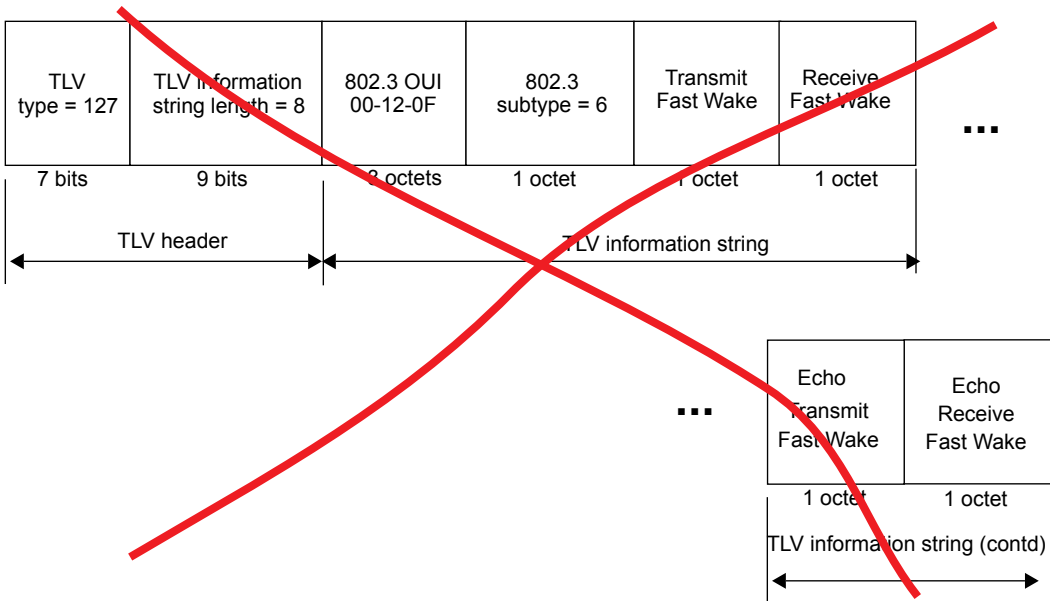 TLV
type = 127
TLV information
string length = 8
802.3 OUI
00-12-0F
802.3
subtype = 6
Transmit
Fast Wake
Receive
Fast Wake
...
7 bits
9 bits
3 octets
1 octet
1 octet
1 octet
TLV header
TLV information string
...
Echo
Transmit
Fast Wake
Echo
Receive
Fast Wake
1 octet
1 octet
TLV information string (contd)